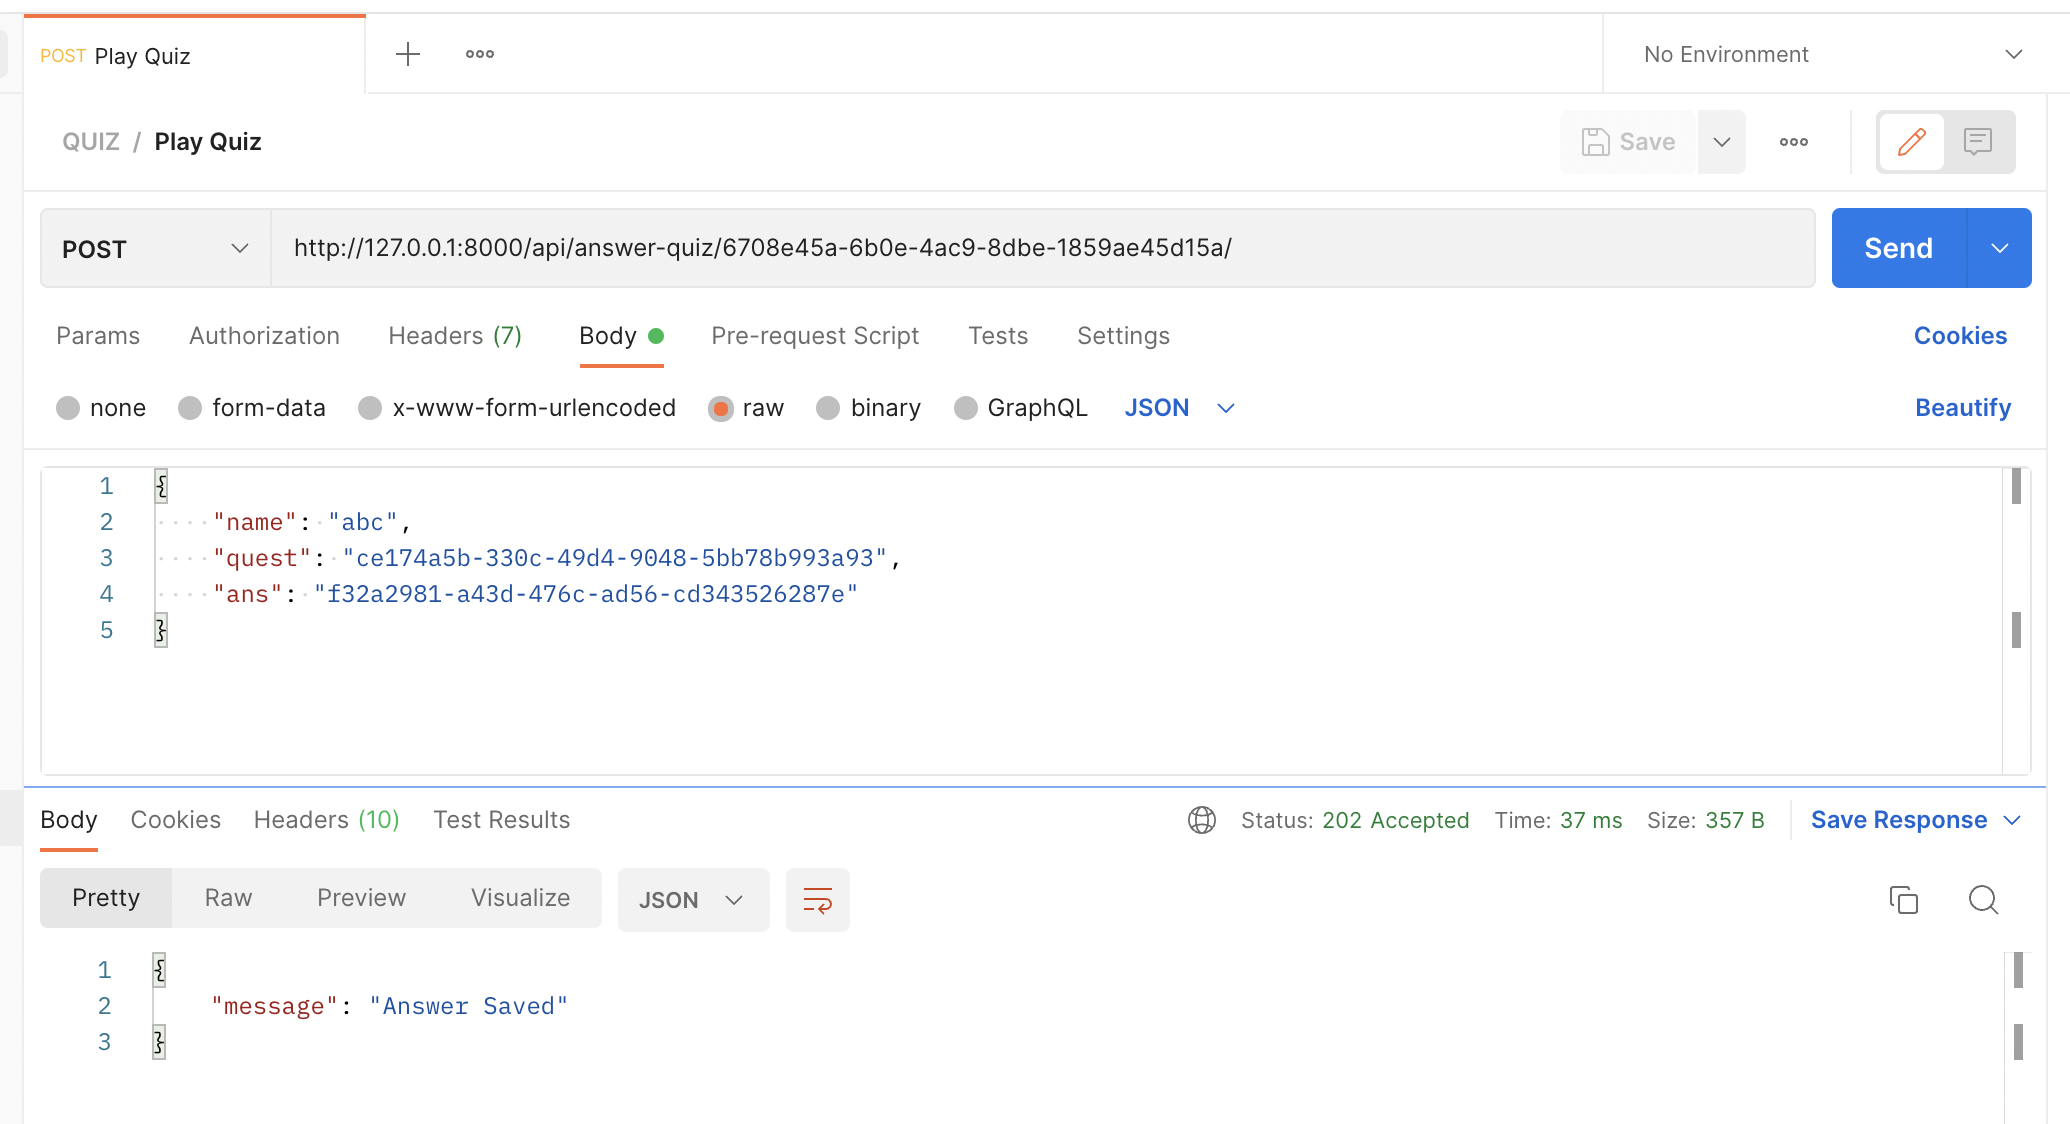 POST Play Quiz
No Environment
QUIZ / Play Quiz
Save
POST
http://127.0.0.1:8000/api/answer-quiz/6708e45a-6b0e-4ac9-8dbe-1859ae45d15a/
Send
Params Authorization Headers (7) Body Pre-request Script Tests Settings Cookies
none form-data x-www-form-urlencoded raw binary GraphQL JSON Beautify
1 {
2 "name": "abc",
3 "quest": "ce174a5b-330c-49d4-9048-5bb78b993a93",
4 "ans": "f32a2981-a43d-476c-ad56-cd343526287e"
5 }
Body Cookies Headers (10) Test Results Status: 202 Accepted Time: 37 ms Size: 357 B Save Response
Pretty Raw Preview Visualize JSON
1 {
2 "message": "Answer Saved"
3 }